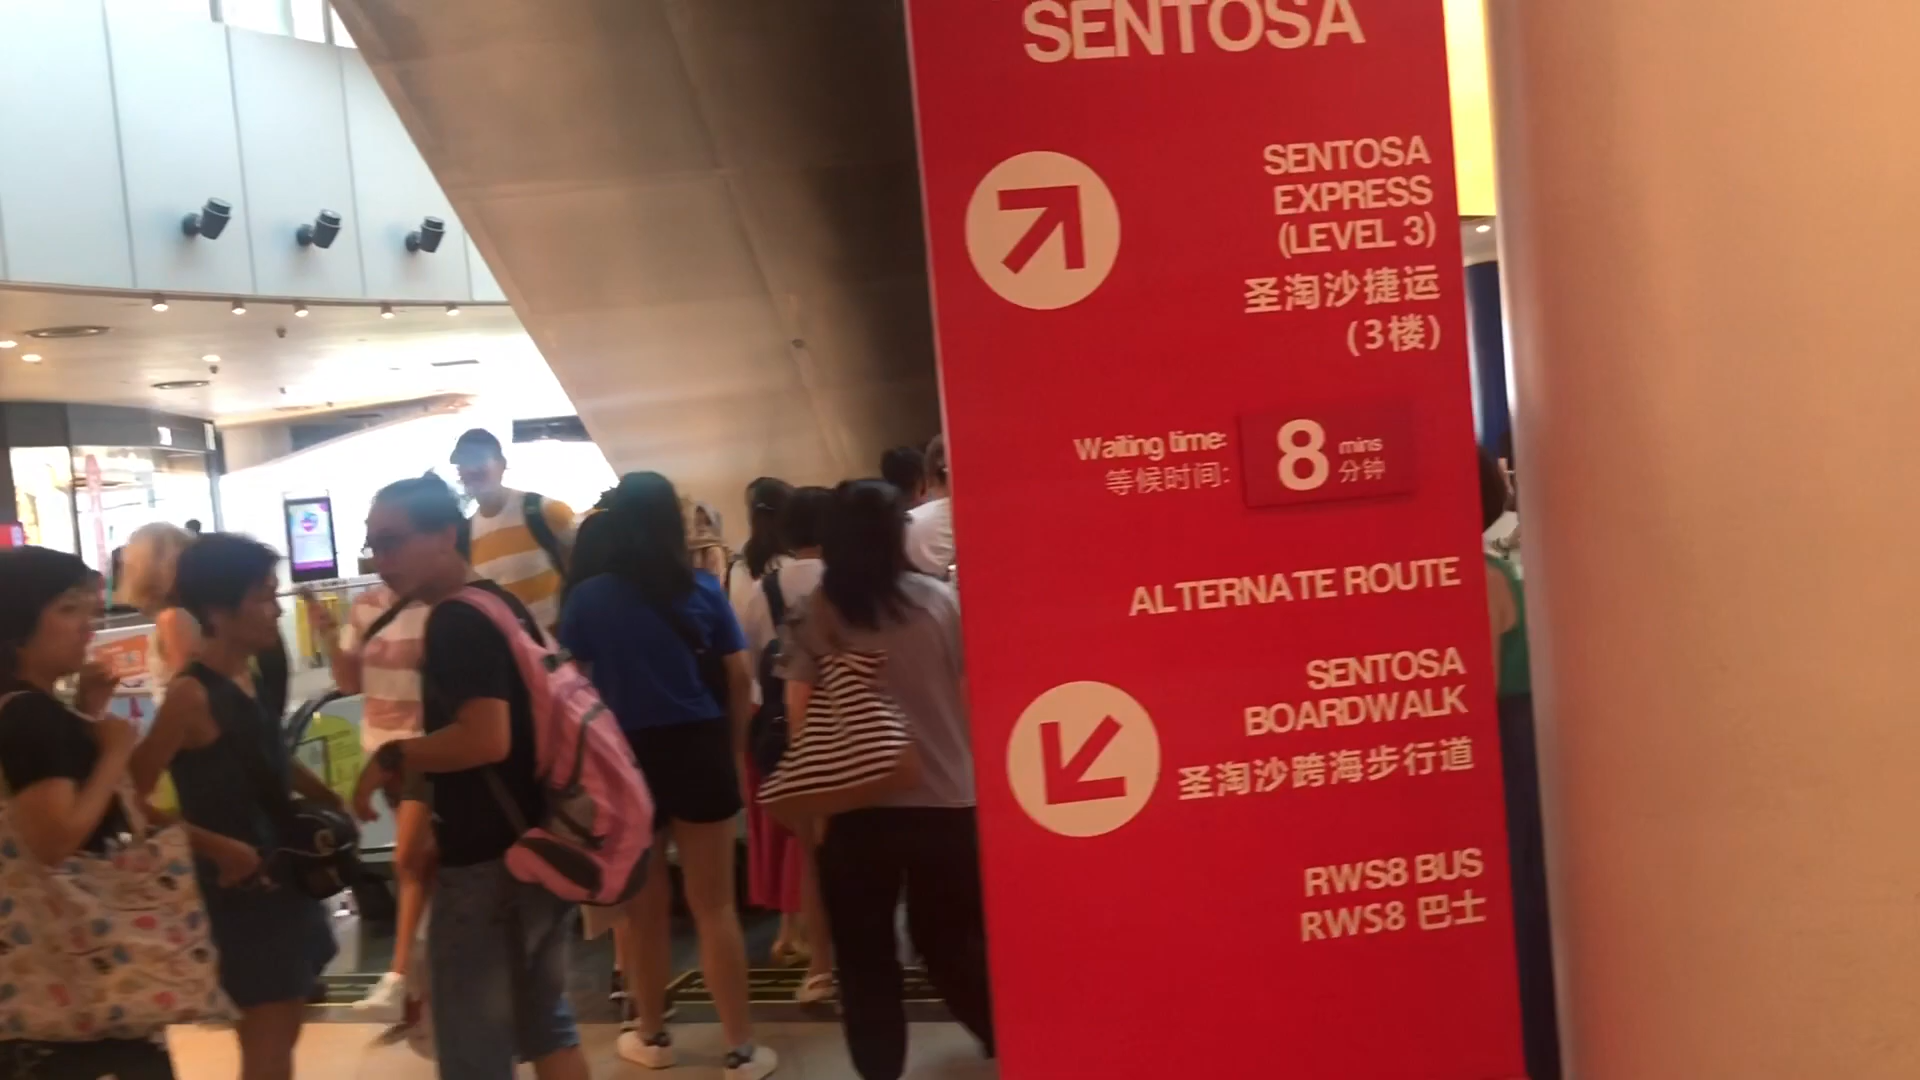 SENTOSA
SENTOSA
EXPRESS
(LEVEL 3)
圣淘沙捷运
(3楼)
Waiting time:
等候时间:
8
mins
分钟
ALTERNATE ROUTE
SENTOSA
BOARDWALK
圣淘沙跨海步行道
RWS8 BUS
RWS8 巴士